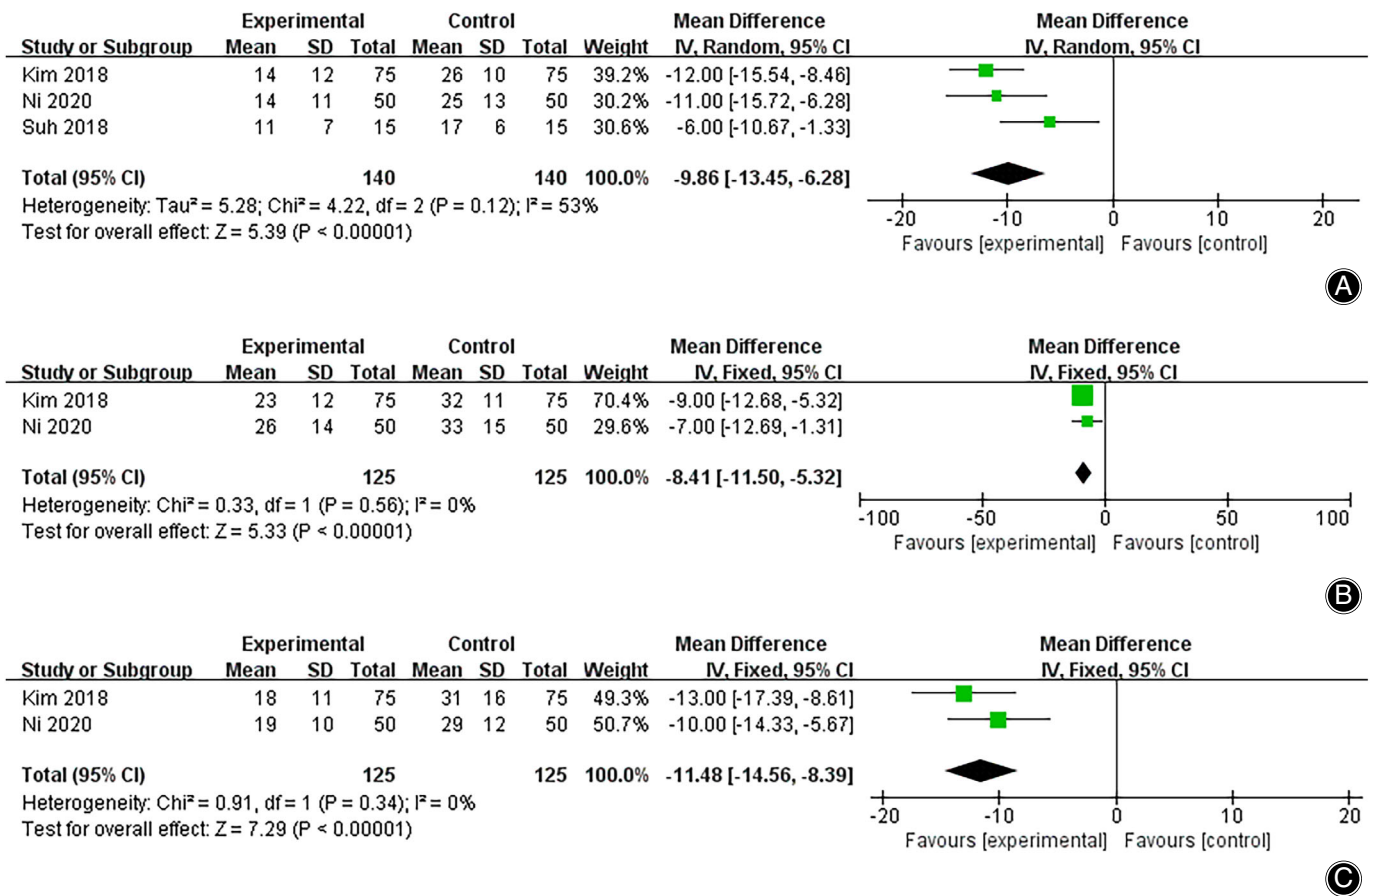 Experimental Control Mean Difference Mean Difference
Study or Subgroup Mean SD Total Mean SD Total Weight IV, Random, 95% CI IV, Random, 95% CI
Kim 2018 14 12 75 26 10 75 39.2% -12.00 [-15.54, -8.46]
Ni 2020 14 11 50 25 13 50 30.2% -11.00 [-15.72, -6.28]
Suh 2018 11 7 15 17 6 15 30.6% -6.00 [-10.67, -1.33]
Total (95% CI) 140 140 100.0% -9.86 [-13.45, -6.28]
Heterogeneity: Tau² = 5.28; Chi² = 4.22, df = 2 (P = 0.12); I² = 53%
Test for overall effect: Z = 5.39 (P < 0.00001)
-20 -10 0 10 20
Favours [experimental] Favours [control]
A
Experimental Control Mean Difference Mean Difference
Study or Subgroup Mean SD Total Mean SD Total Weight IV, Fixed, 95% CI IV, Fixed, 95% CI
Kim 2018 23 12 75 32 11 75 70.4% -9.00 [-12.68, -5.32]
Ni 2020 26 14 50 33 15 50 29.6% -7.00 [-12.69, -1.31]
Total (95% CI) 125 125 100.0% -8.41 [-11.50, -5.32]
Heterogeneity: Chi² = 0.33, df = 1 (P = 0.56); I² = 0%
Test for overall effect: Z = 5.33 (P < 0.00001)
-100 -50 0 50 100
Favours [experimental] Favours [control]
B
Experimental Control Mean Difference Mean Difference
Study or Subgroup Mean SD Total Mean SD Total Weight IV, Fixed, 95% CI IV, Fixed, 95% CI
Kim 2018 18 11 75 31 16 75 49.3% -13.00 [-17.39, -8.61]
Ni 2020 19 10 50 29 12 50 50.7% -10.00 [-14.33, -5.67]
Total (95% CI) 125 125 100.0% -11.48 [-14.56, -8.39]
Heterogeneity: Chi² = 0.91, df = 1 (P = 0.34); I² = 0%
Test for overall effect: Z = 7.29 (P < 0.00001)
-20 -10 0 10 20
Favours [experimental] Favours [control]
C